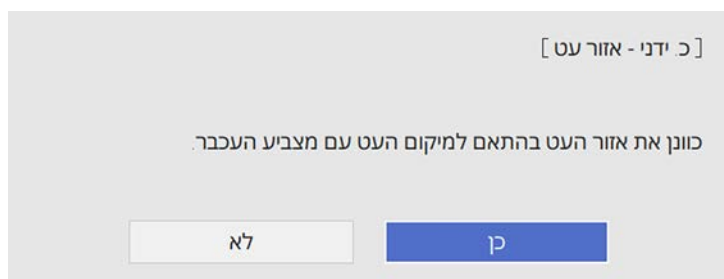 [כ. ידני - אזור עט]
כוונן את אזור העט בהתאם למיקום העט עם מצביע העכבר.
כן
לא